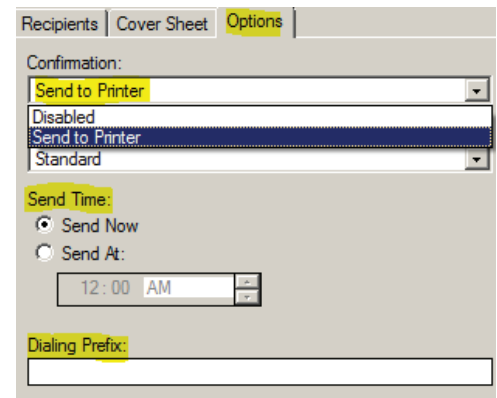 Recipients Cover Sheet Options
Confirmation:
Send to Printer
Disabled
Send to Printer
Standard
Send Time:
Send Now
Send At:
12:00 AM
Dialing Prefix: